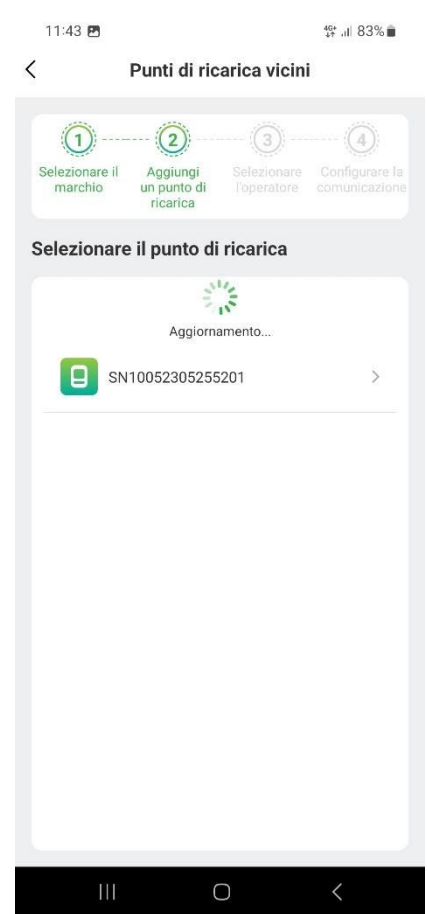 11:43 4G+ 83%
Punti di ricarica vicini
1 2 3 4
Selezionare il marchio
Aggiungi un punto di ricarica
Selezionare l'operatore
Configurare la comunicazione
Selezionare il punto di ricarica
Aggiornamento...
SN10052305255201